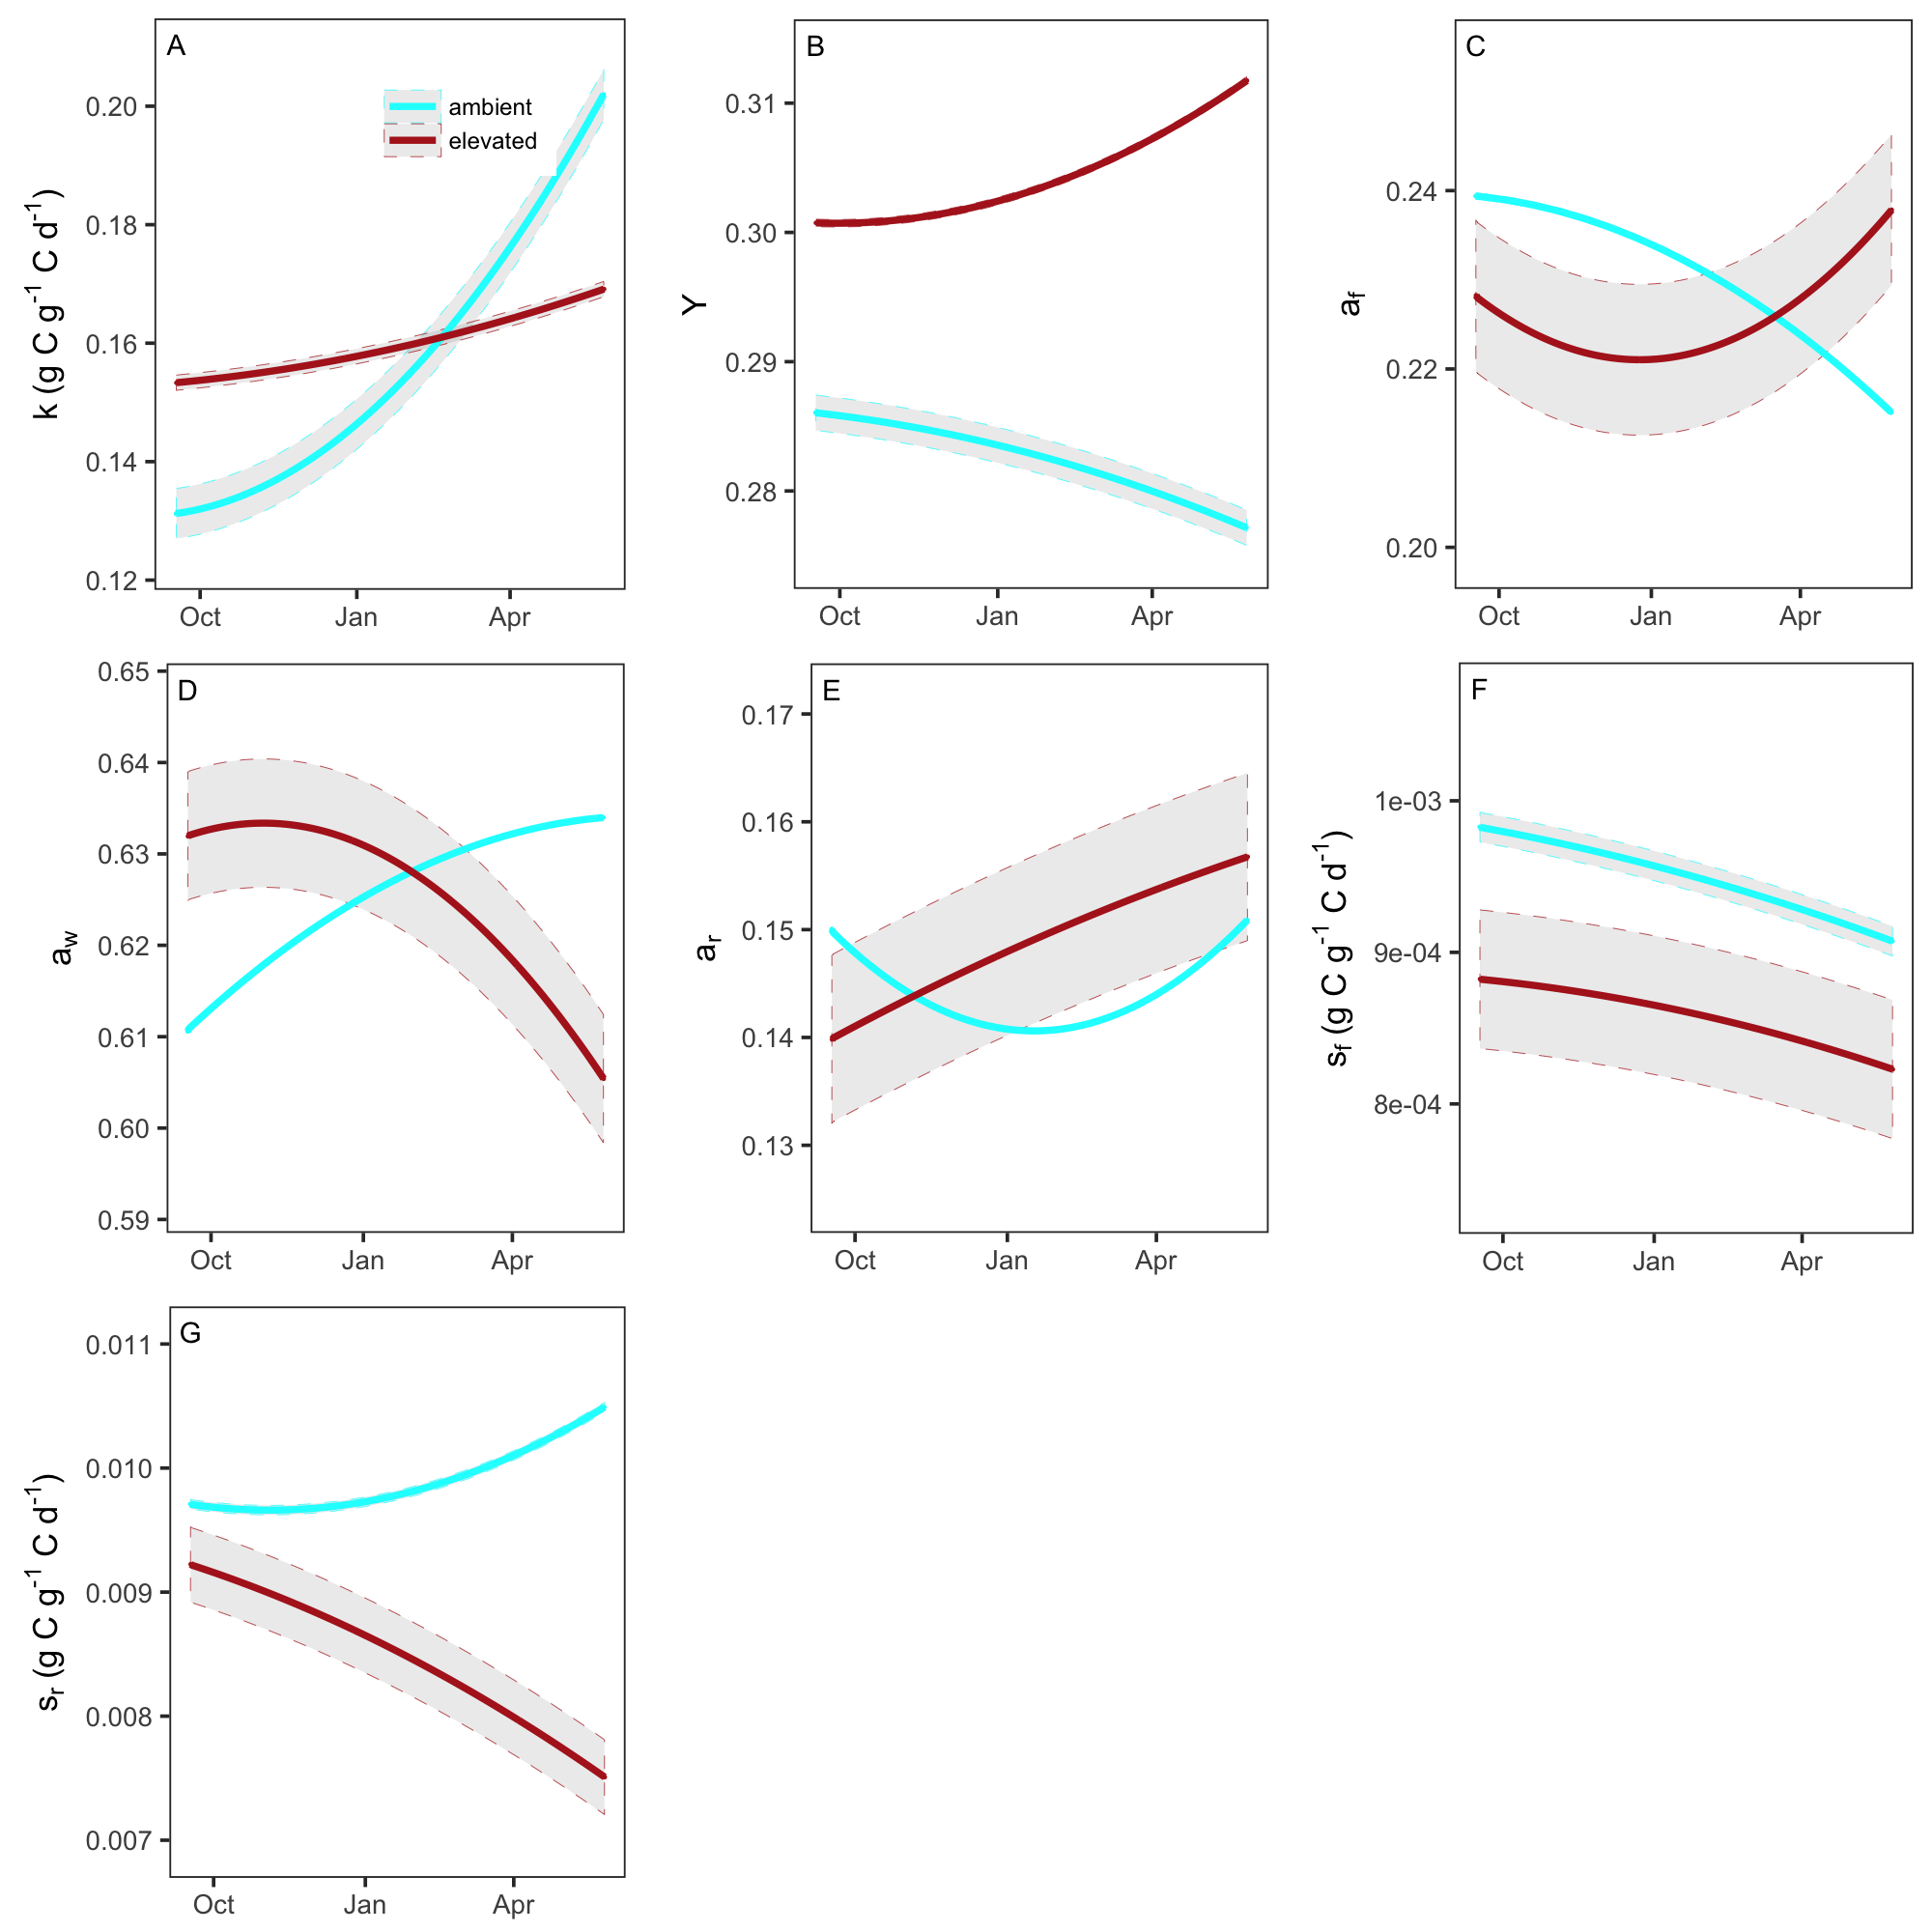 A
ambient
elevated
k (g C g⁻¹ C d⁻¹)
0.20
0.18
0.16
0.14
0.12
Oct Jan Apr
B
Y
0.31
0.30
0.29
0.28
Oct Jan Apr
C
af
0.24
0.22
0.20
Oct Jan Apr
D
aw
0.65
0.64
0.63
0.62
0.61
0.60
0.59
Oct Jan Apr
E
ar
0.17
0.16
0.15
0.14
0.13
Oct Jan Apr
F
sf (g C g⁻¹ C d⁻¹)
1e-03
9e-04
8e-04
Oct Jan Apr
G
sr (g C g⁻¹ C d⁻¹)
0.011
0.010
0.009
0.008
0.007
Oct Jan Apr